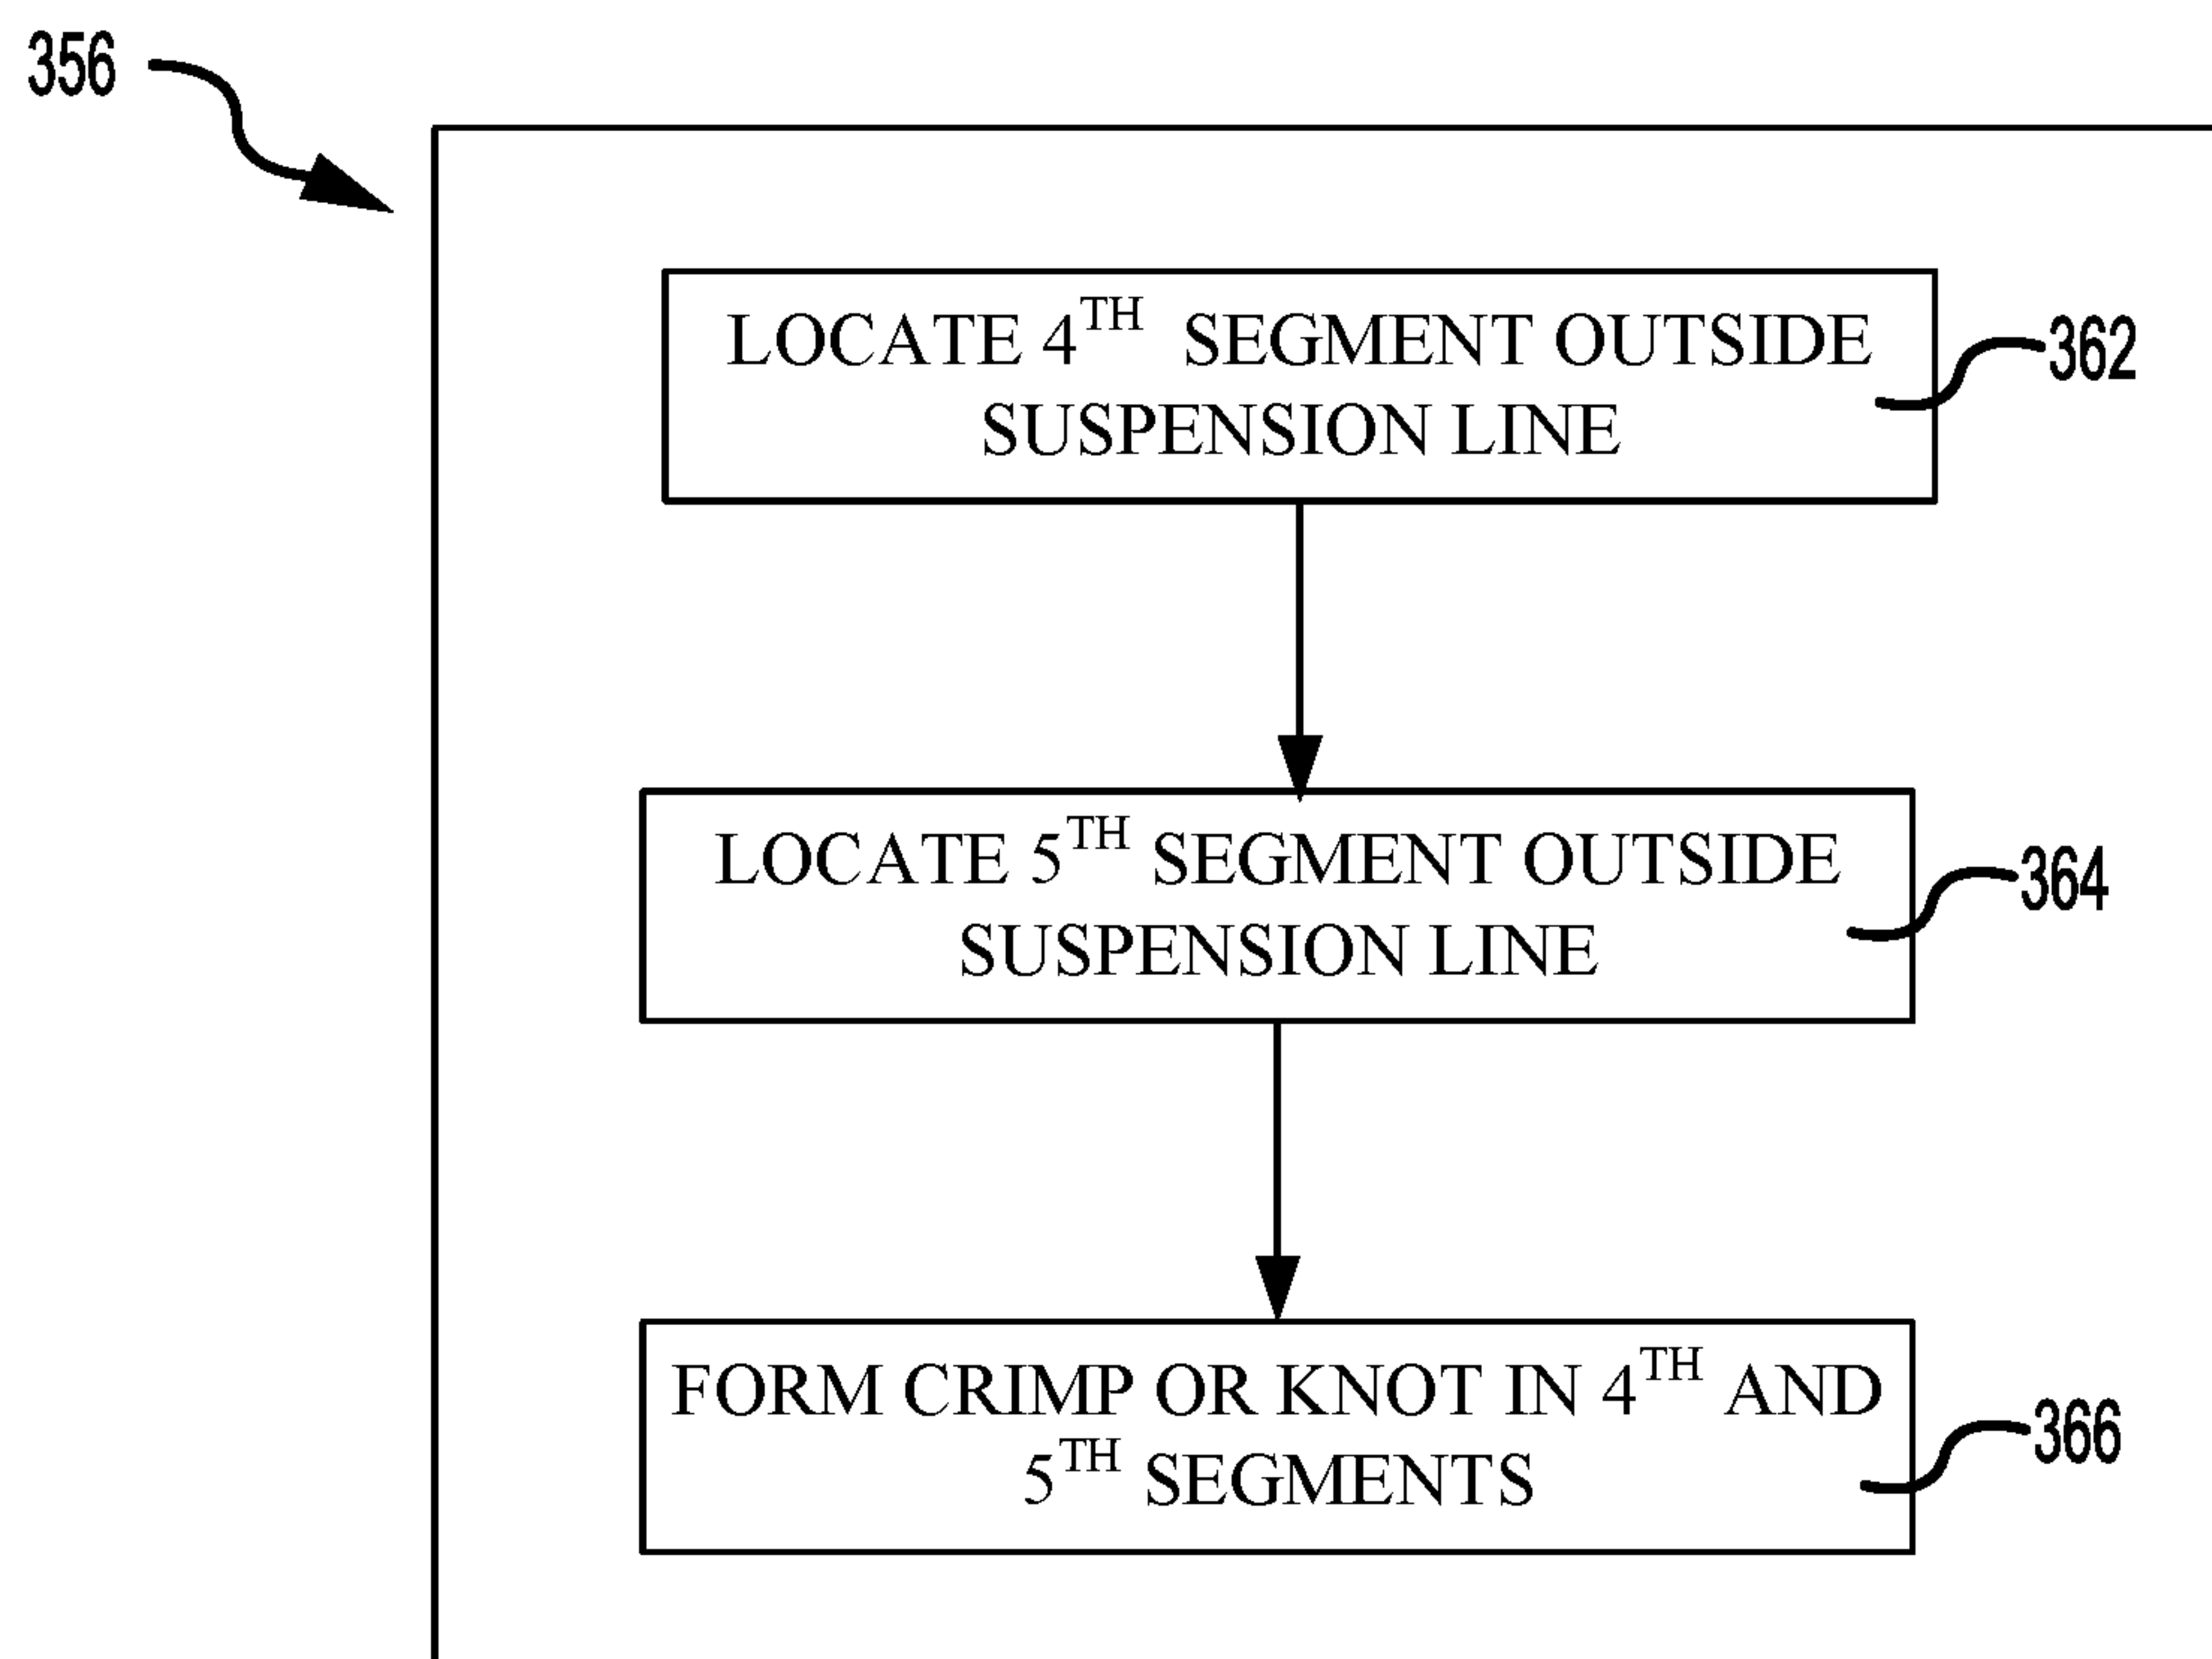 356
LOCATE 4TH SEGMENT OUTSIDE
SUSPENSION LINE
362
LOCATE 5TH SEGMENT OUTSIDE
SUSPENSION LINE
364
FORM CRIMP OR KNOT IN 4TH AND
5TH SEGMENTS
366